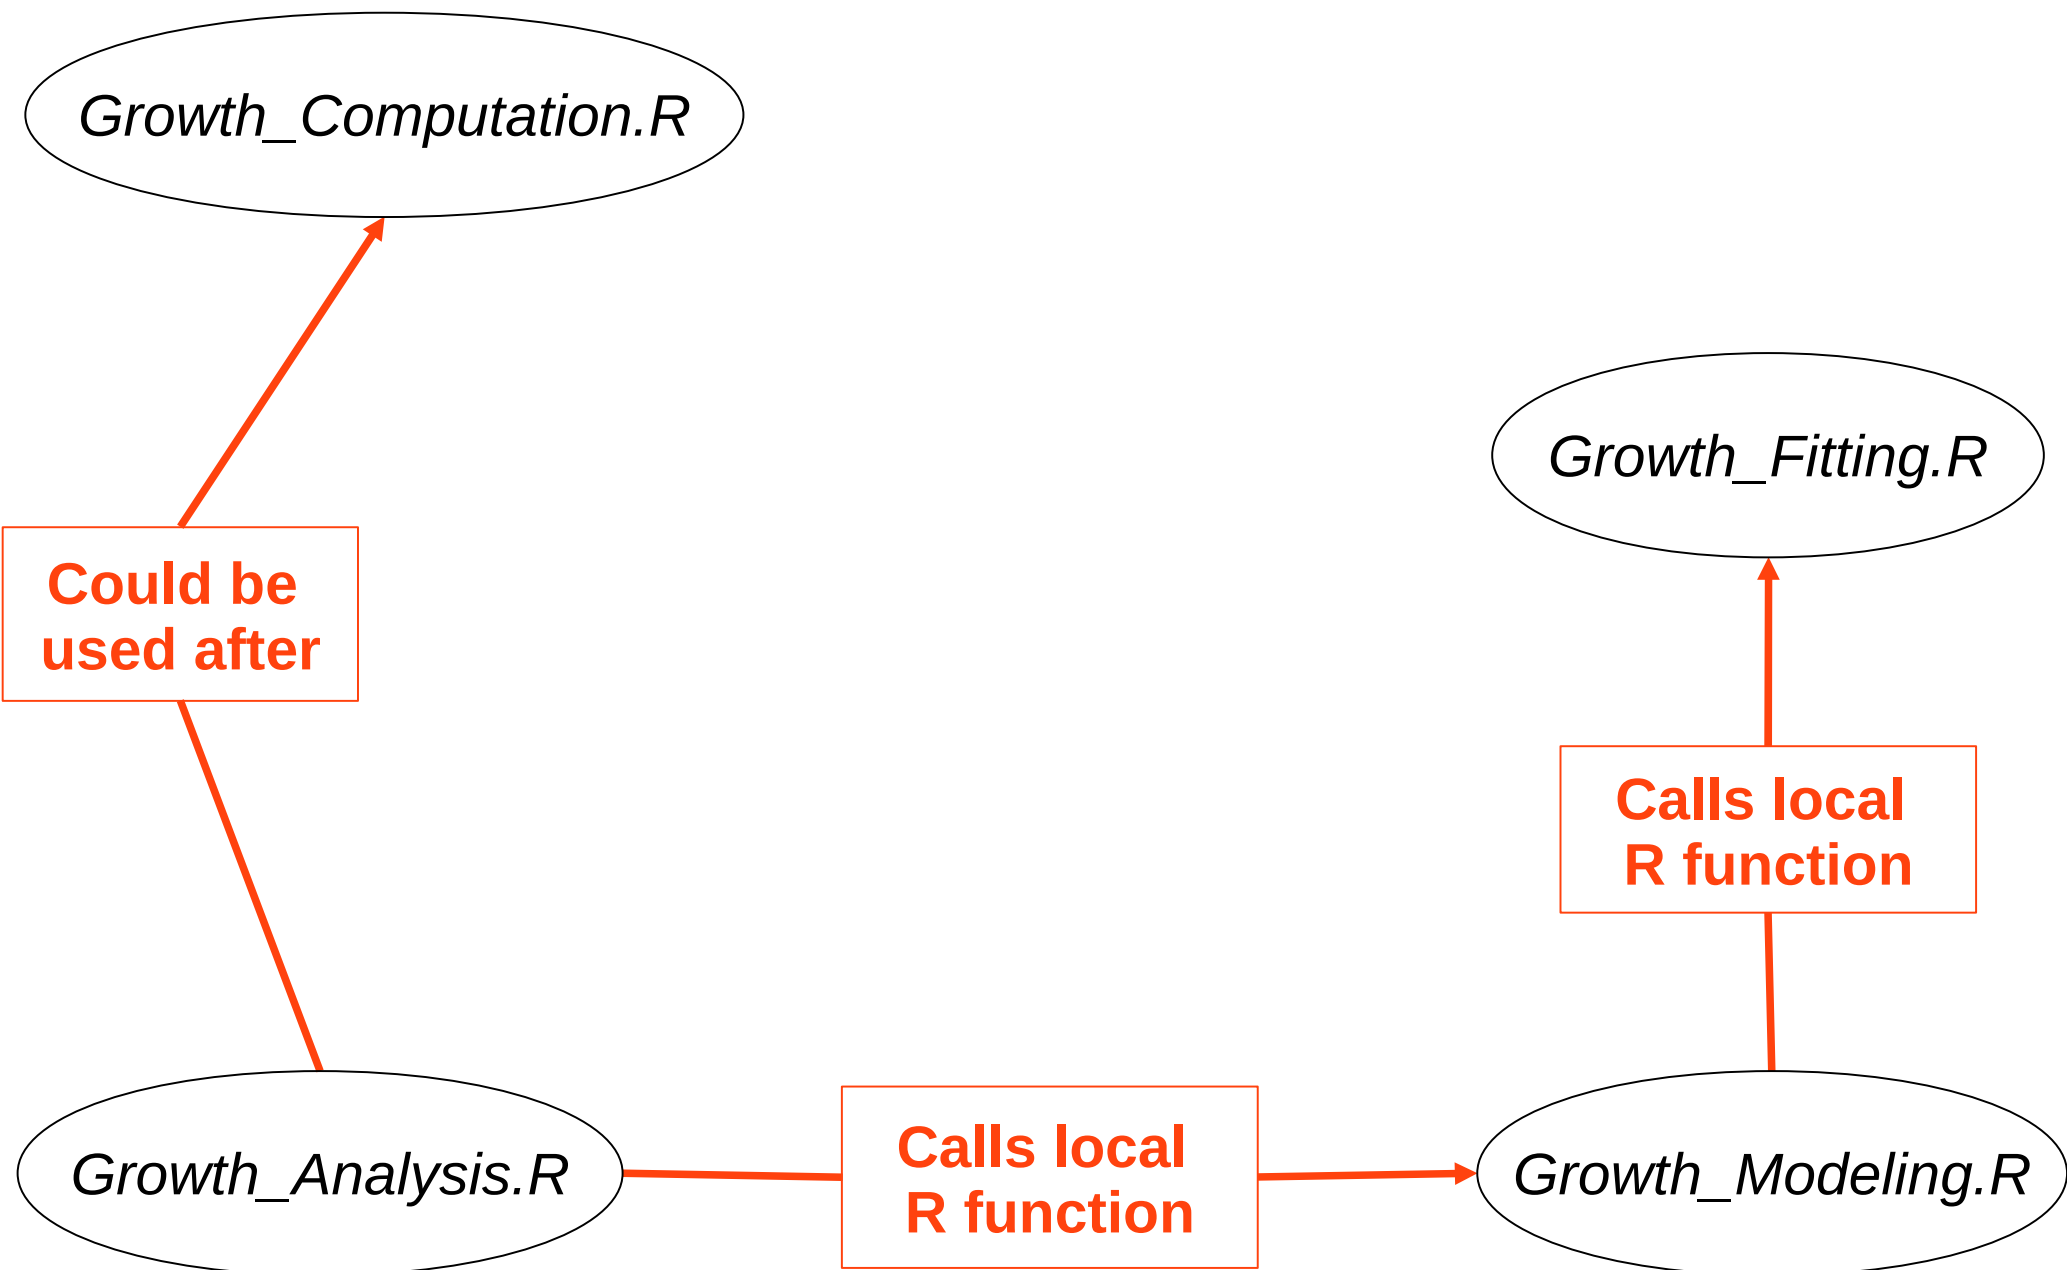 Growth_Computation.R
Growth_Fitting.R
Could be
used after
Calls local
R function
Growth_Analysis.R
Calls local
R function
Growth_Modeling.R